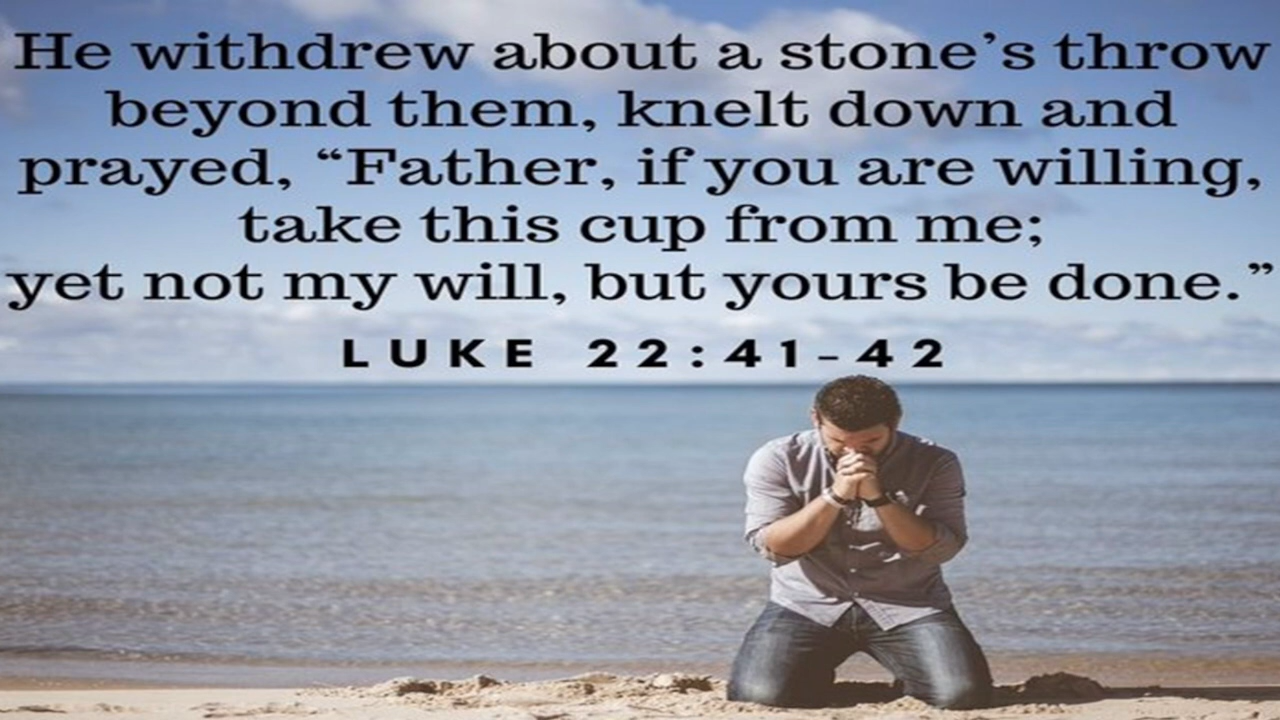 He withdrew about a stone’s throw
beyond them, knelt down and
prayed, “Father, if you are willing,
take this cup from me;
yet not my will, but yours be done.”
LUKE 22:41-42